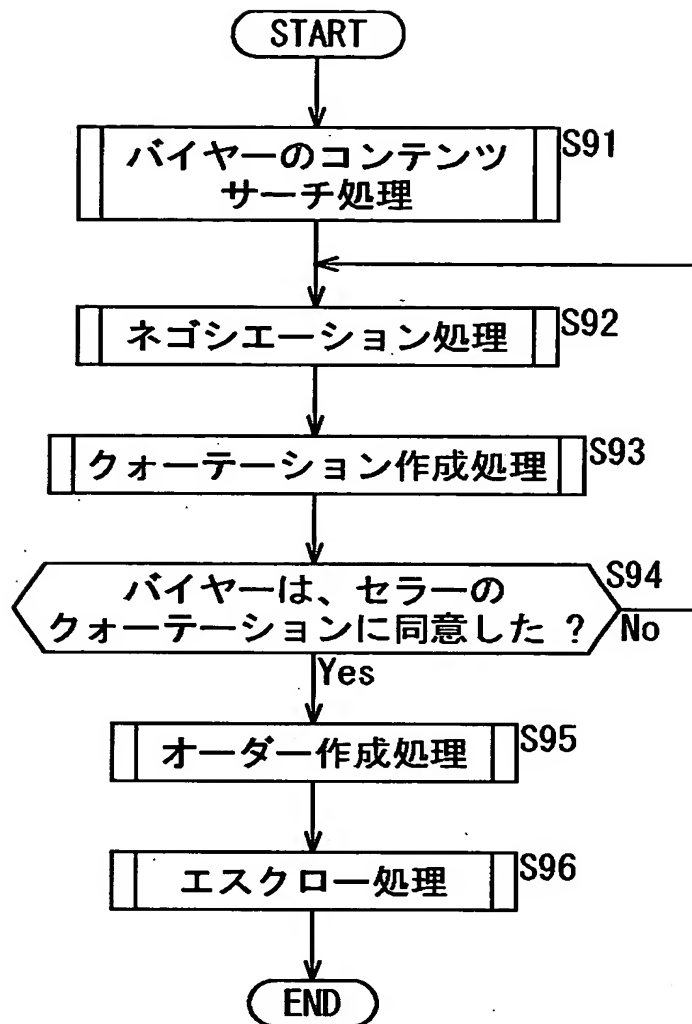 START
バイヤーのコンテンツ
サーチ処理
S91
ネゴシエーション処理
S92
クォーテーション作成処理
S93
バイヤーは、セラーの
クォーテーションに同意した ?
S94
No
Yes
オーダー作成処理
S95
エスクロー処理
S96
END